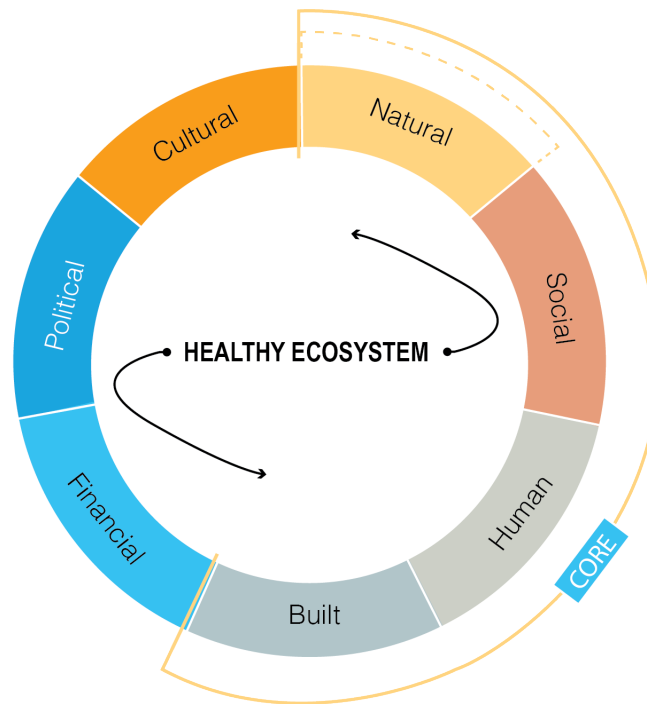 Cultural
Natural
Political
Social
HEALTHY ECOSYSTEM
Financial
Human
CORE
Built